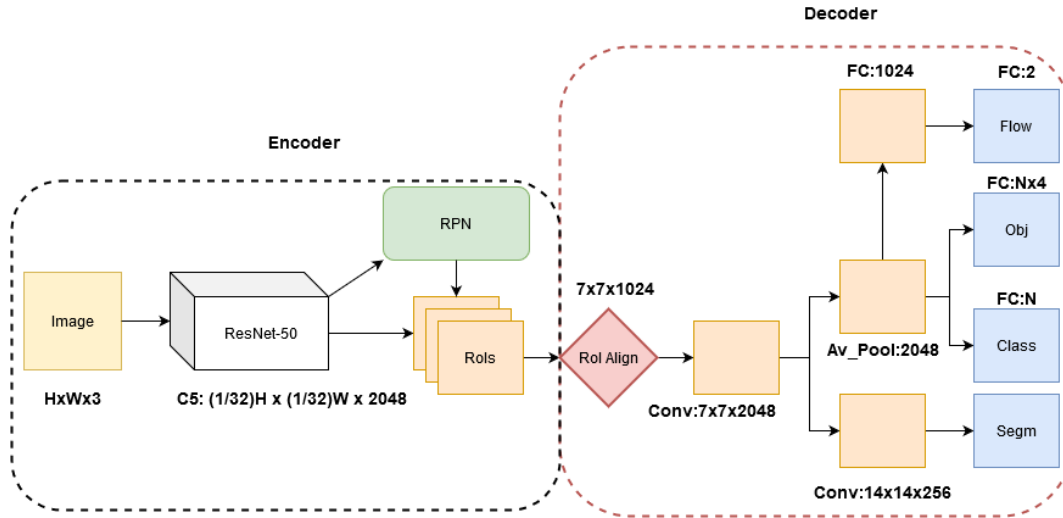 Decoder
FC:1024
FC:2
Flow
Encoder
FC:Nx4
RPN
Obj
7x7x1024
FC:N
Image
ResNet-50
RoIs
RoI Align
Class
Av_Pool:2048
HxWx3
C5: (1/32)H x (1/32)W x 2048
Conv:7x7x2048
Segm
Conv:14x14x256